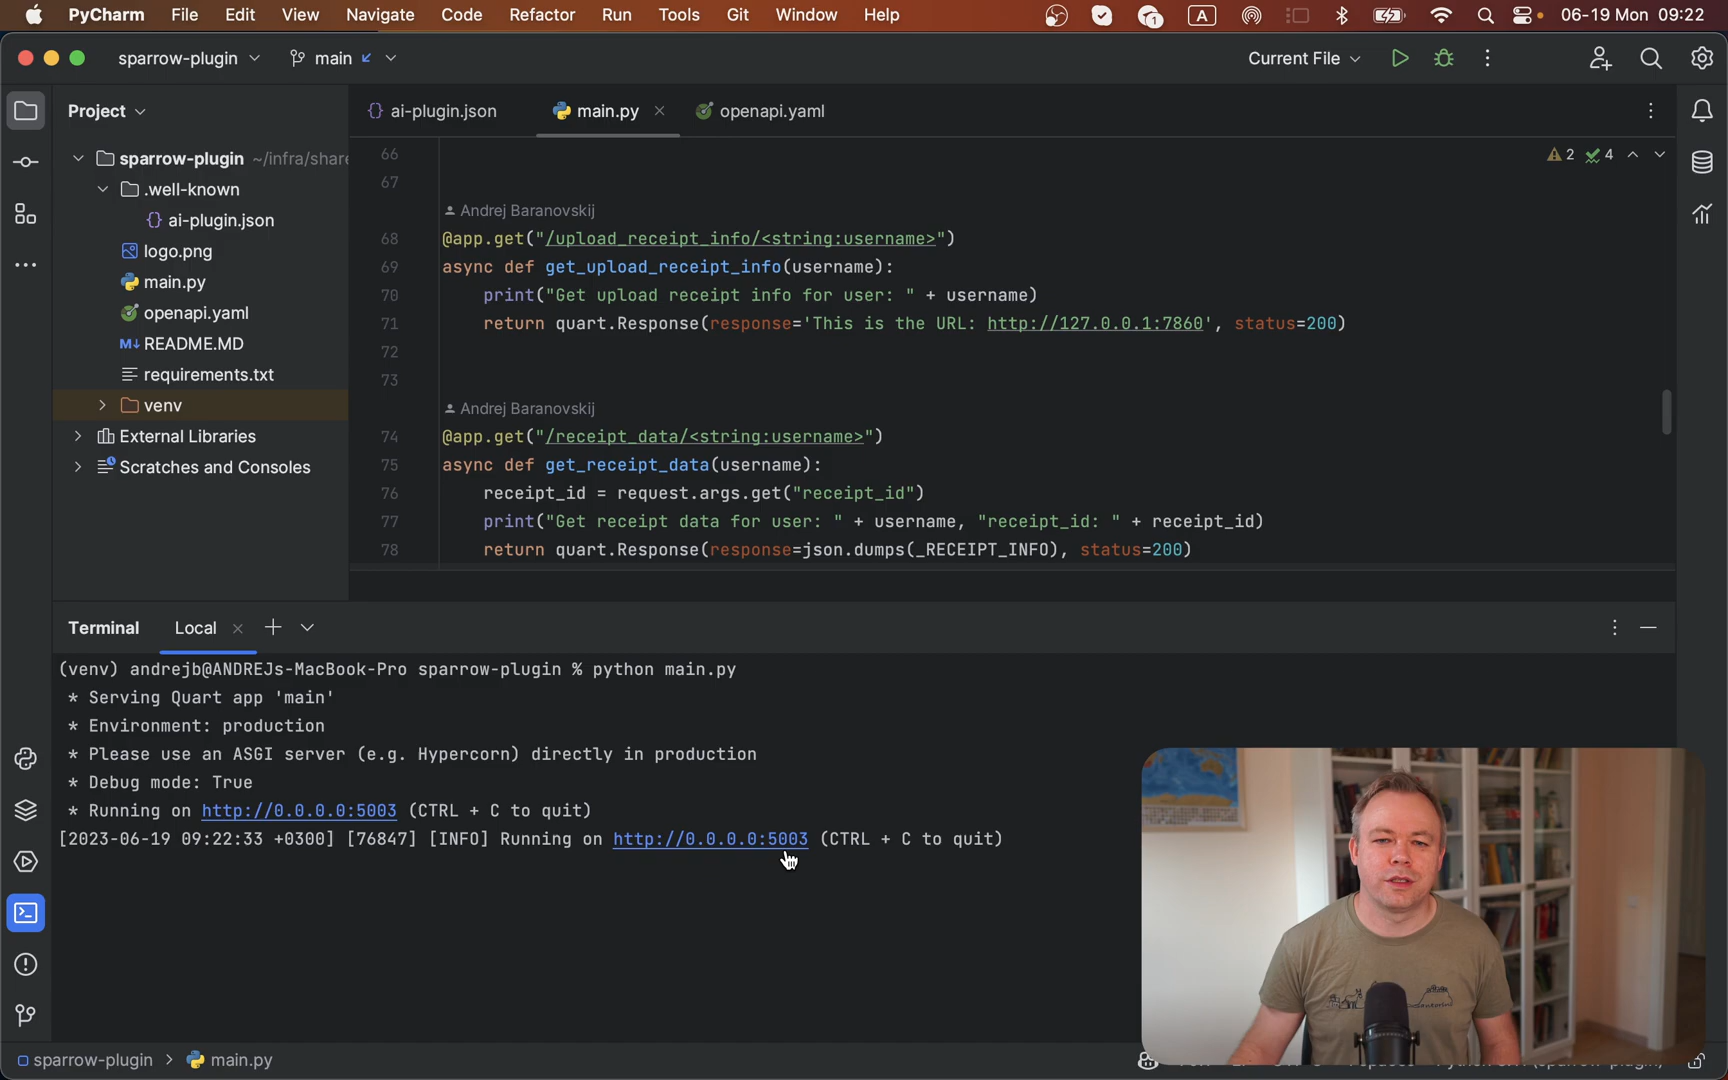 PyCharm File Edit View Navigate Code Refactor Run Tools Git Window Help 1 A 06-19 Mon 09:22
sparrow-plugin main Current File
Project ai-plugin.json main.py openapi.yaml
sparrow-plugin ~/infra/share
.well-known
ai-plugin.json
logo.png
main.py
openapi.yaml
README.MD
requirements.txt
venv
External Libraries
Scratches and Consoles
2 4
66
67
Andrej Baranovskij
68 @app.get("/upload_receipt_info/<string:username>")
69 async def get_upload_receipt_info(username):
70 print("Get upload receipt info for user: " + username)
71 return quart.Response(response='This is the URL: http://127.0.0.1:7860', status=200)
72
73
Andrej Baranovskij
74 @app.get("/receipt_data/<string:username>")
75 async def get_receipt_data(username):
76 receipt_id = request.args.get("receipt_id")
77 print("Get receipt data for user: " + username, "receipt_id: " + receipt_id)
78 return quart.Response(response=json.dumps(_RECEIPT_INFO), status=200)
Terminal Local
(venv) andrejb@ANDREJs-MacBook-Pro sparrow-plugin % python main.py
* Serving Quart app 'main'
* Environment: production
* Please use an ASGI server (e.g. Hypercorn) directly in production
* Debug mode: True
* Running on http://0.0.0.0:5003 (CTRL + C to quit)
[2023-06-19 09:22:33 +0300] [76847] [INFO] Running on http://0.0.0.0:5003 (CTRL + C to quit)
sparrow-plugin > main.py